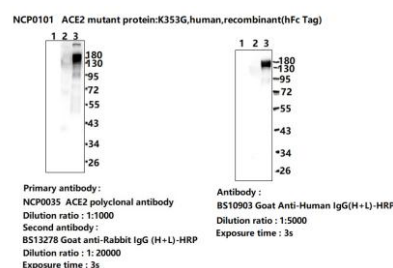 NCP0101 ACE2 mutant protein:K353G,human,recombinant(hFc Tag)
1 2 3
180
130
95
72
55
43
34
26
Primary antibody :
NCP0035 ACE2 polyclonal antibody
Dilution ratio : 1:1000
Second antibody :
BS13278 Goat anti-Rabbit IgG (H+L)-HRP
Dilution ratio : 1: 20000
Exposure time : 3s
1 2 3
180
130
95
72
55
43
34
26
Antibody :
BS10903 Goat Anti-Human IgG(H+L)-HRP
Dilution ratio : 1:5000
Exposure time : 3s